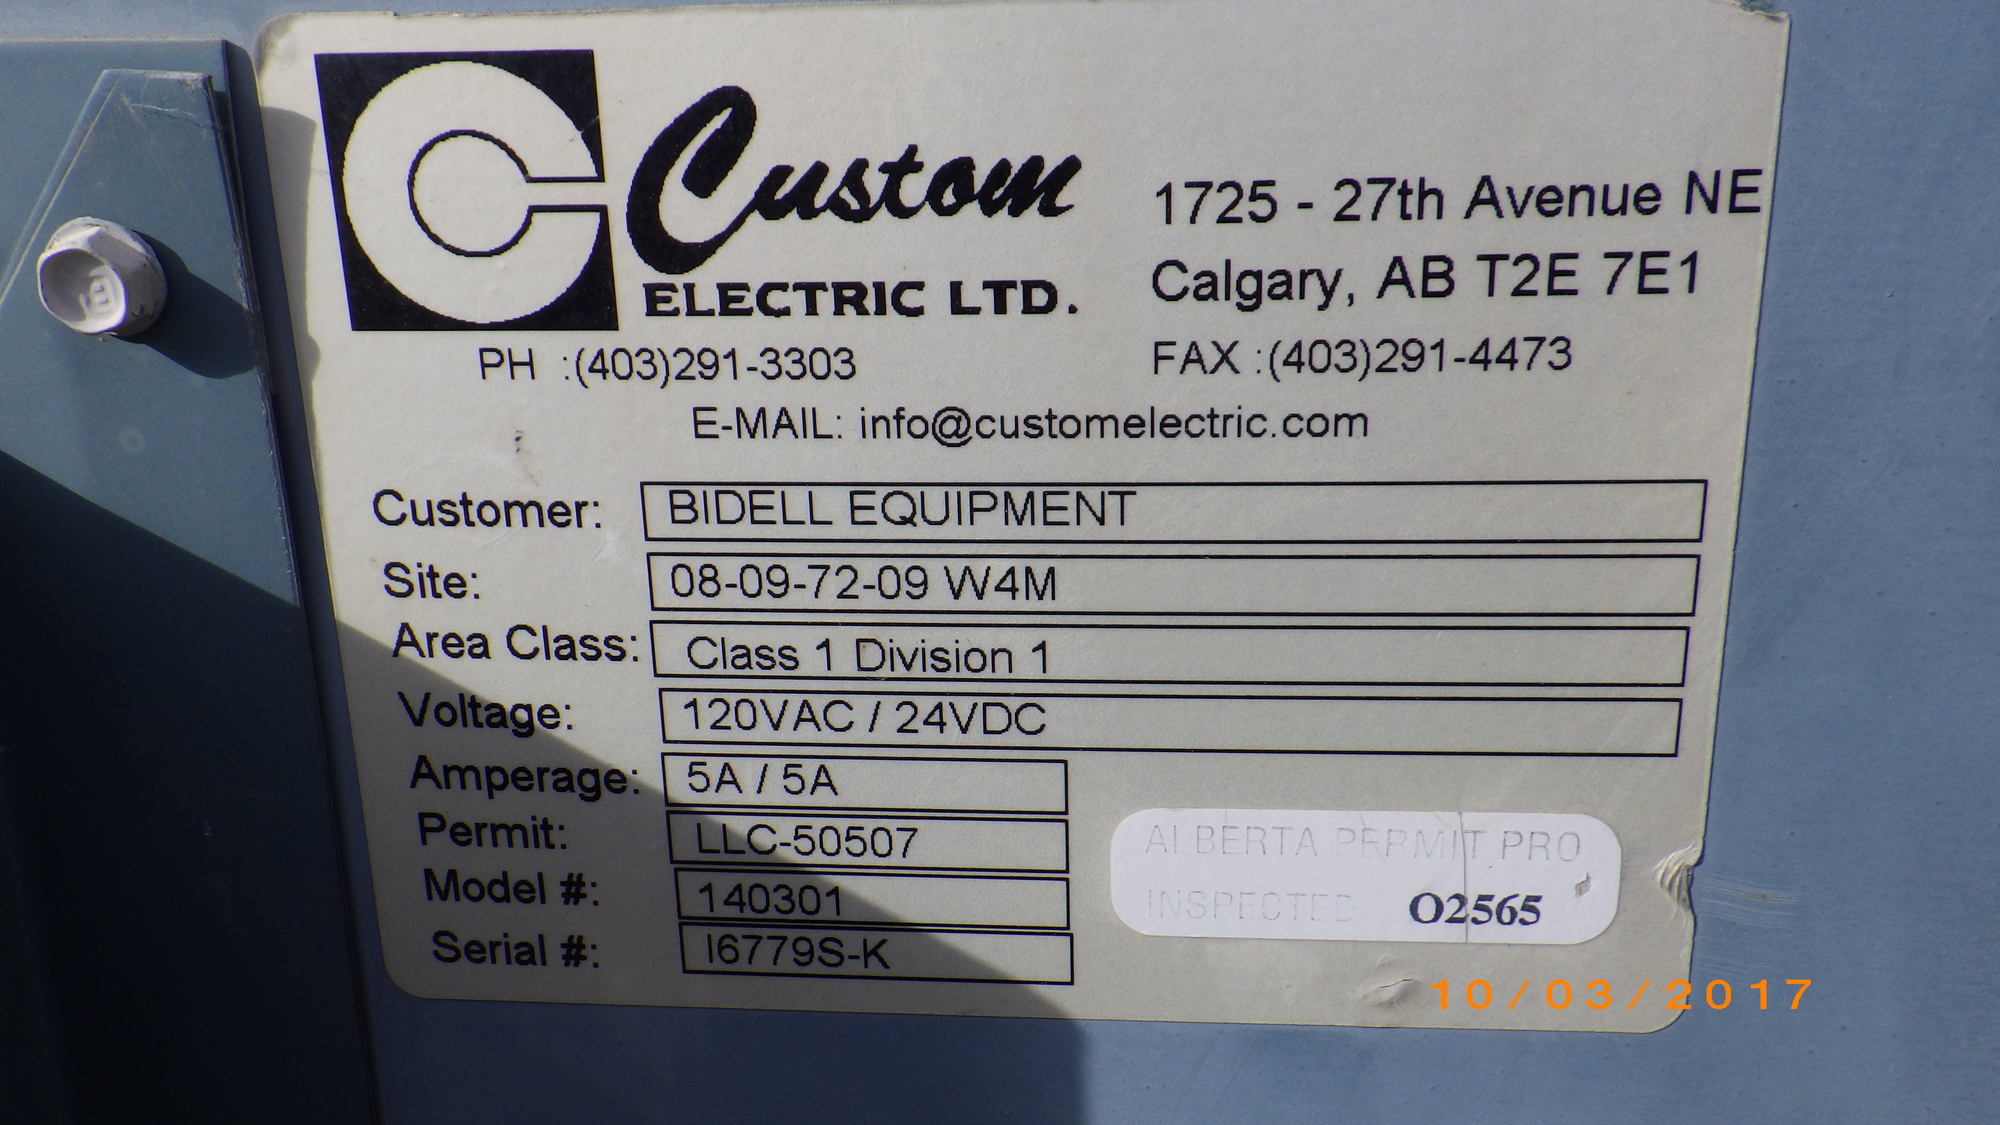 Custom
ELECTRIC LTD.
1725 - 27th Avenue NE
Calgary, AB T2E 7E1
PH :(403)291-3303
FAX :(403)291-4473
E-MAIL: info@customelectric.com
Customer: BIDELL EQUIPMENT
Site: 08-09-72-09 W4M
Area Class: Class 1 Division 1
Voltage: 120VAC / 24VDC
Amperage: 5A / 5A
Permit: LLC-50507
Model #: 140301
Serial #: I6779S-K
ALBERTA PERMIT PRO
INSPECTED O2565
10/03/2017